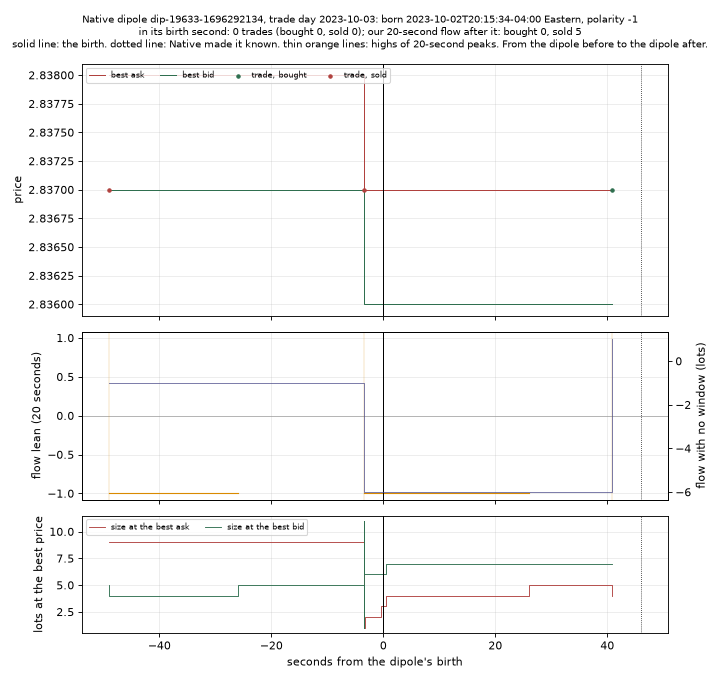 Native dipole dip-19633-1696292134, trade day 2023-10-03: born 2023-10-02T20:15:34-04:00 Eastern, polarity -1
in its birth second: 0 trades (bought 0, sold 0); our 20-second flow after it: bought 0, sold 5
solid line: the birth. dotted line: Native made it known. thin orange lines: highs of 20-second peaks. From the dipole before to the dipole after.
best ask
best bid
trade, bought
trade, sold
2.83800
2.83775
2.83750
2.83725
2.83700
2.83675
2.83650
2.83625
2.83600
price
1.0
0.5
0.0
−0.5
−1.0
flow lean (20 seconds)
0
−2
−4
−6
flow with no window (lots)
size at the best ask
size at the best bid
10.0
7.5
5.0
2.5
lots at the best price
−40
−20
0
20
40
seconds from the dipole's birth